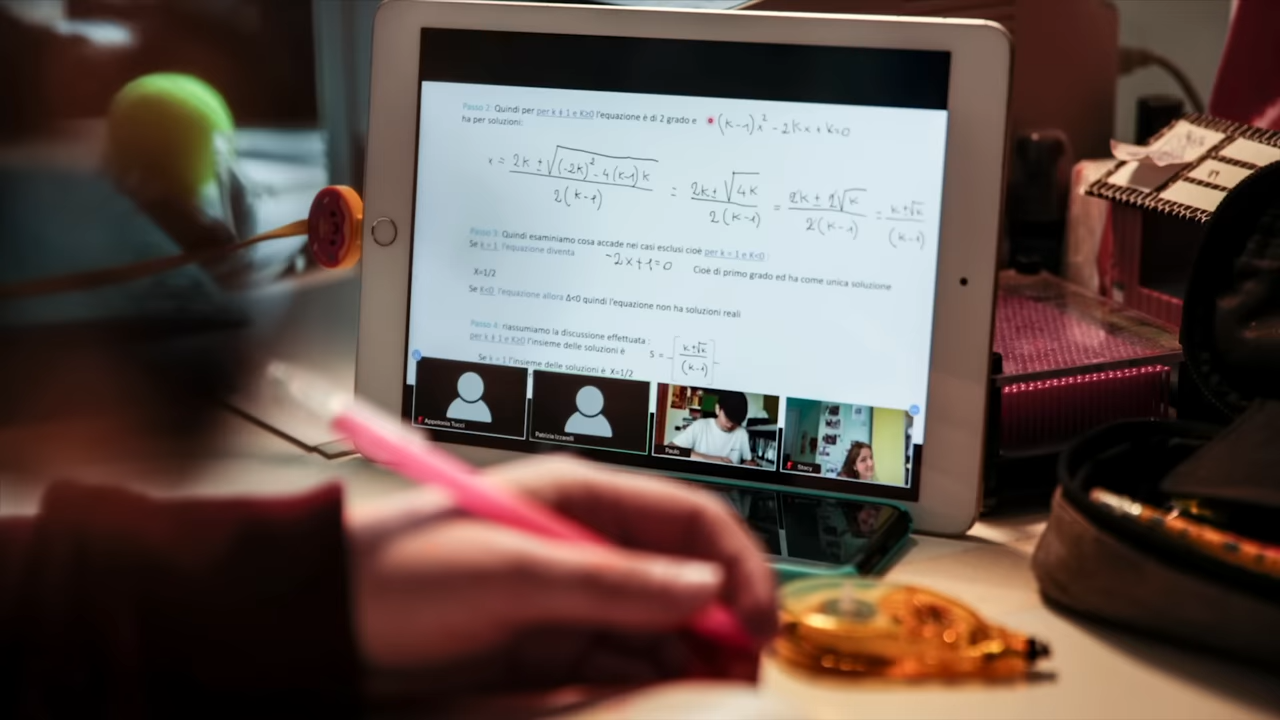 Passo 2: Quindi per per k ≠ 1 e K≥0 l'equazione è di 2 grado e
ha per soluzioni:
(k-1)x² - 2kx + k=0
x = 2k ± √((-2k)² - 4(k-1)k) / 2(k-1) = 2k ± √4k / 2(k-1) = 2k ± 2√k / 2(k-1) = k±√k / (k-1)
Passo 3: Quindi esaminiamo cosa accade nei casi esclusi cioè per k = 1 e K<0 :
Se k = 1 l'equazione diventa -2x+1=0 Cioè di primo grado ed ha come unica soluzione
X=1/2
Se K<0 l'equazione allora Δ<0 quindi l'equazione non ha soluzioni reali
Passo 4: riassumiamo la discussione effettuata :
per k ≠ 1 e K≥0 l'insieme delle soluzioni è S = { k±√k / (k-1) }
Se k = 1 l'insieme delle soluzioni è X=1/2
Appolonia Tucci
Patrizia
Paulo
Stacy